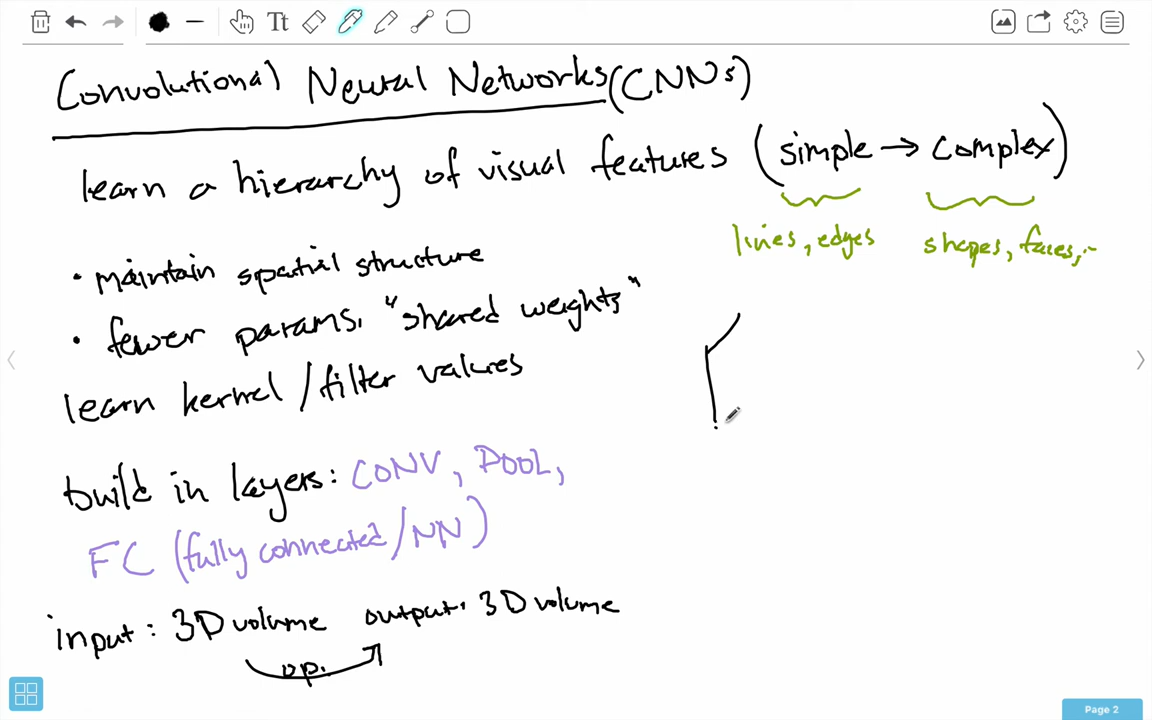 Tt
Convolutional Neural Networks (CNNs)
learn a hierarchy of visual features (simple → complex)
lines, edges shapes, faces, ..
• maintain spatial structure
• fewer params. "shared weights"
learn kernel/filter values
build in layers: CONV, POOL,
FC (fully connected/NN)
input: 3D volume output: 3D volume
op.
Page 2